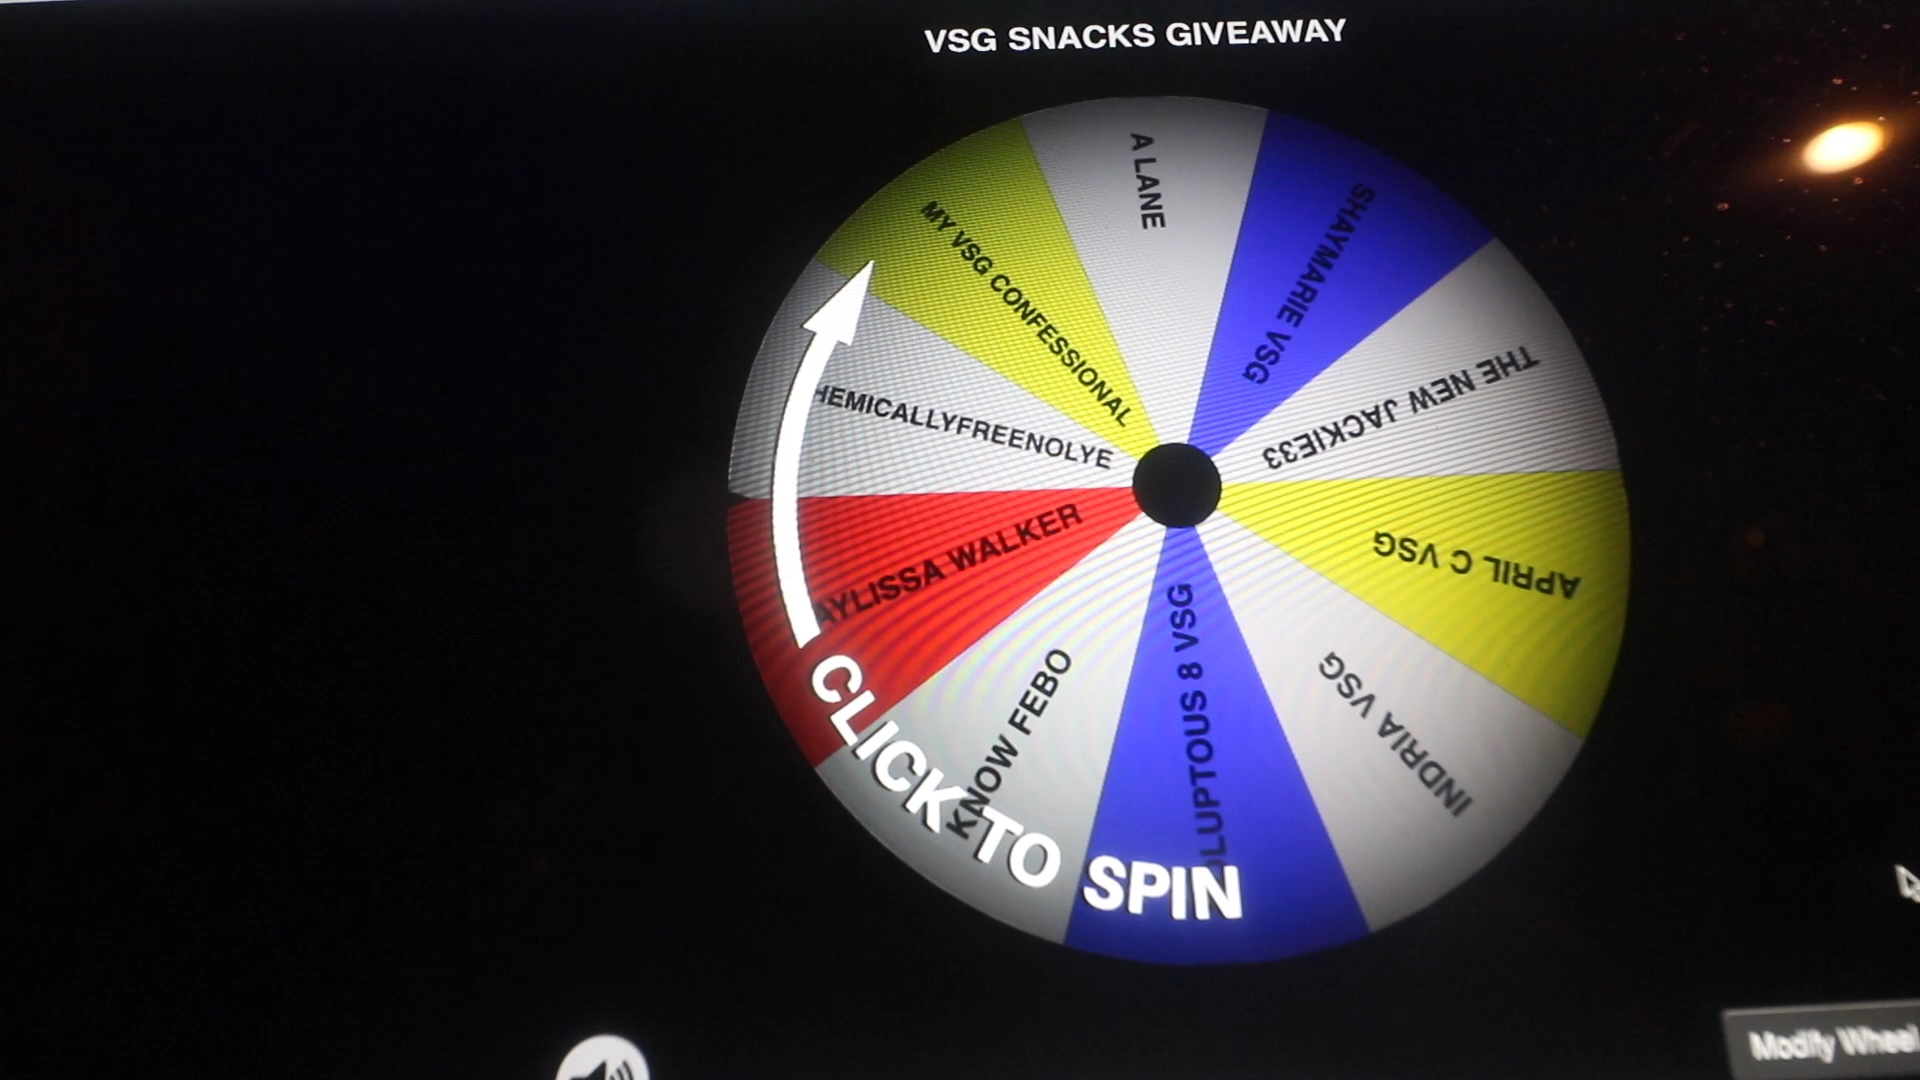 VSG SNACKS GIVEAWAY
A LANE
SHAYMARIE VSG
THE NEW JACKIE33
APRIL C VSG
INDRIA VSG
OLUPTOUS 8 VSG
KNOW FEBO
AYLISSA WALKER
HEMICALLYFREENOLYE
MY VSG CONFESSIONAL
CLICK TO SPIN
Modify Wheel